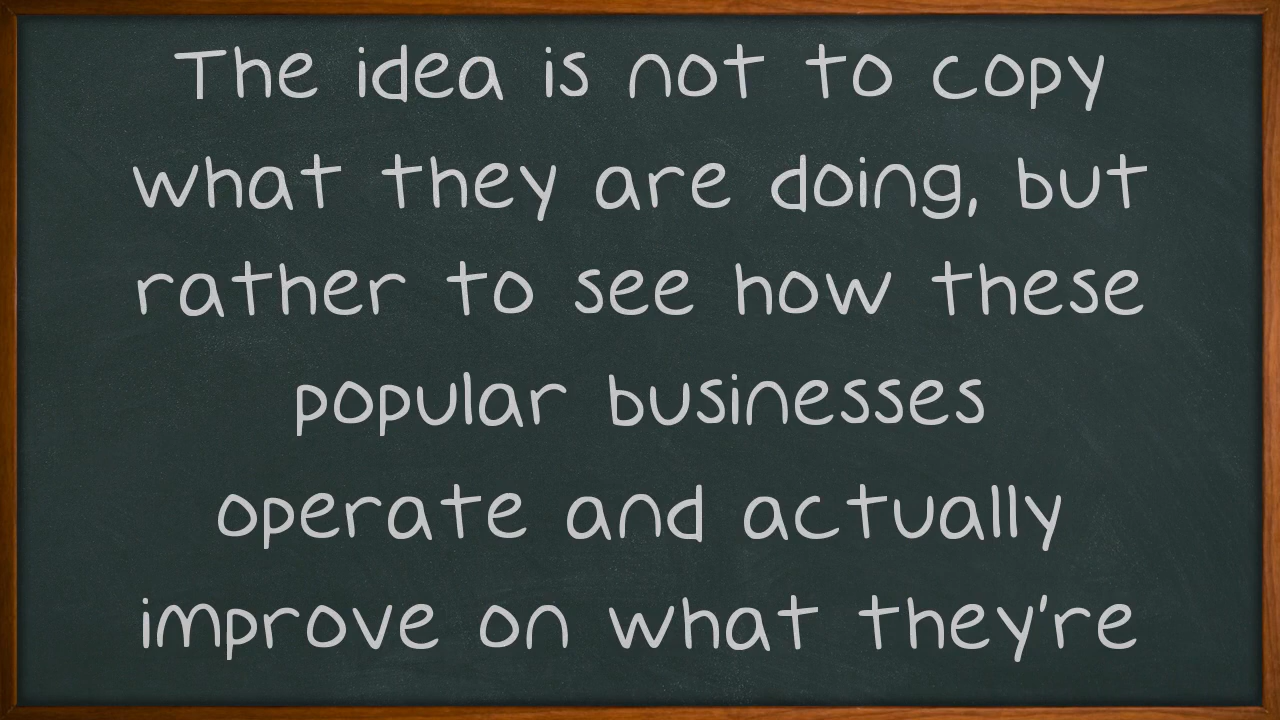 The idea is not to copy
what they are doing, but
rather to see how these
popular businesses
operate and actually
improve on what they're